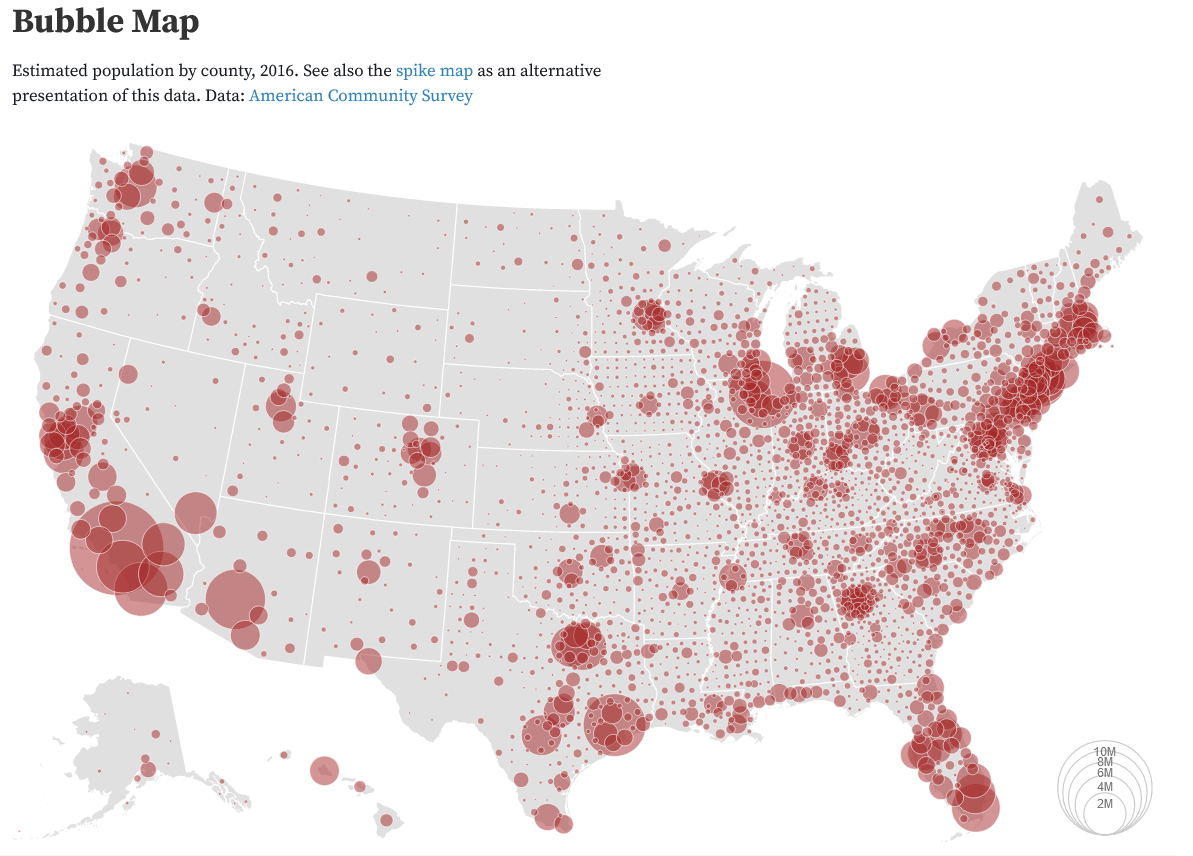 Bubble Map
Estimated population by county, 2016. See also the spike map as an alternative
presentation of this data. Data: American Community Survey
10M
8M
6M
4M
2M